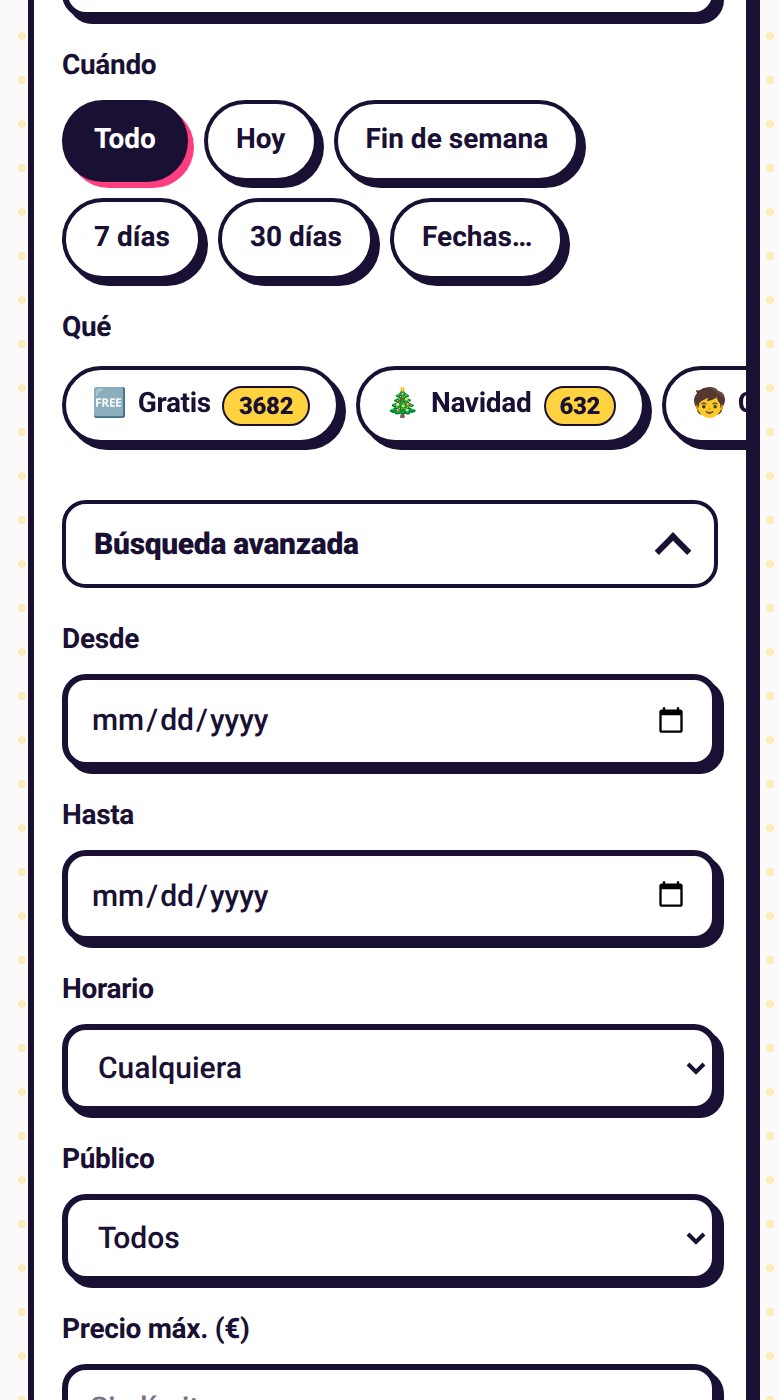 Cuándo
Todo Hoy Fin de semana
7 días 30 días Fechas...
Qué
FREE Gratis 3682 Navidad 632
Búsqueda avanzada
Desde
mm/dd/yyyy
Hasta
mm/dd/yyyy
Horario
Cualquiera
Público
Todos
Precio máx. (€)